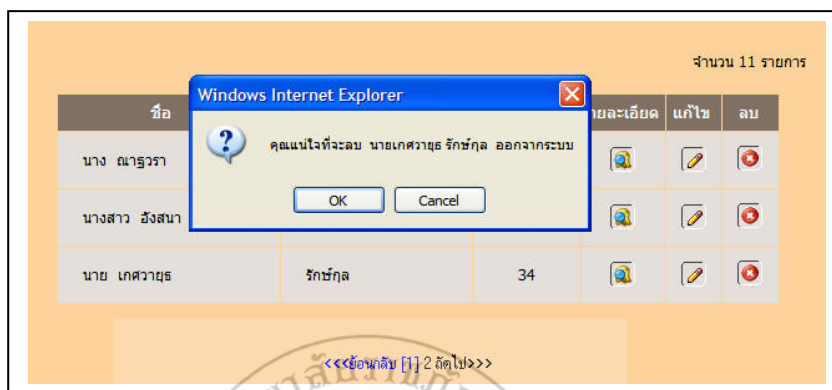 จำนวน 11 รายการ
Windows Internet Explorer
ชื่อ ยละเอียด แก้ไข ลบ
คุณแน่ใจที่จะลบ นายเกศวายุธ รักษ์กุล ออกจากระบบ
OK Cancel
นาง ณาฐวรา
นางสาว อังสนา
นาย เกศวายุธ รักษ์กุล 34
<<<ย้อนกลับ [1] 2 ถัดไป>>>